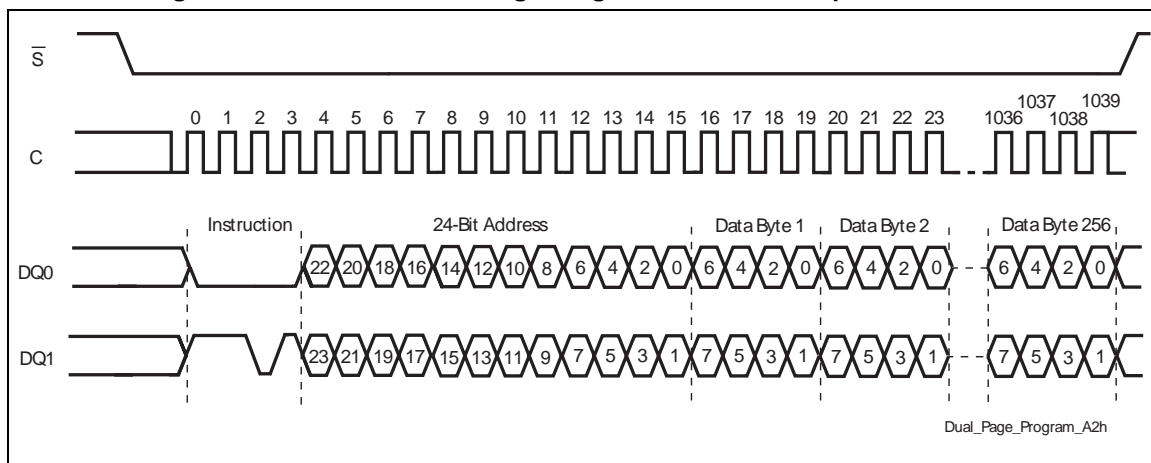 S
0 1 2 3 4 5 6 7 8 9 10 11 12 13 14 15 16 17 18 19 20 21 22 23 1036 1037 1038 1039
C
Instruction 24-Bit Address Data Byte 1 Data Byte 2 Data Byte 256
DQ0 22 20 18 16 14 12 10 8 6 4 2 0 6 4 2 0 6 4 2 0 6 4 2 0
DQ1 23 21 19 17 15 13 11 9 7 5 3 1 7 5 3 1 7 5 3 1 7 5 3 1
Dual_Page_Program_A2h